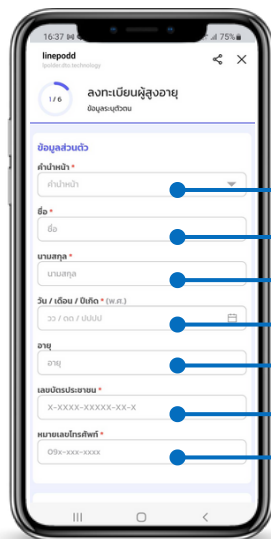 16:37
75%
linepodd
1/6
ลงทะเบียนผู้สูงอายุ
ข้อมูลระบุตัวตน
ข้อมูลส่วนตัว
คำนำหน้า *
คำนำหน้า
ชื่อ *
ชื่อ
นามสกุล *
นามสกุล
วัน / เดือน / ปีเกิด * (พ.ศ.)
วว / ดด / ปปปป
อายุ
อายุ
เลขบัตรประชาชน *
X-XXXX-XXXXX-XX-X
หมายเลขโทรศัพท์ *
09x-xxx-xxxx